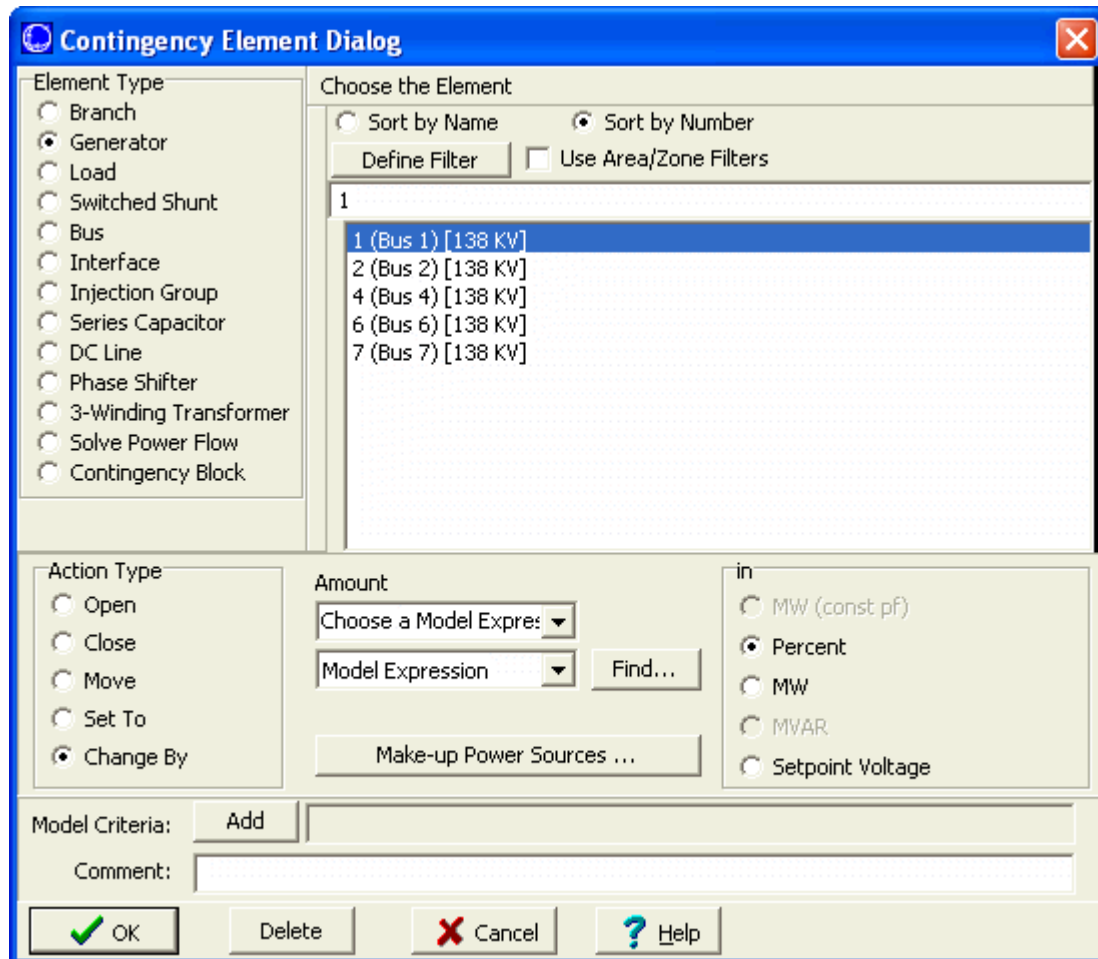 Contingency Element Dialog
Element Type
Branch
Generator
Load
Switched Shunt
Bus
Interface
Injection Group
Series Capacitor
DC Line
Phase Shifter
3-Winding Transformer
Solve Power Flow
Contingency Block
Choose the Element
Sort by Name Sort by Number
Define Filter Use Area/Zone Filters
1
1 (Bus 1) [138 KV]
2 (Bus 2) [138 KV]
4 (Bus 4) [138 KV]
6 (Bus 6) [138 KV]
7 (Bus 7) [138 KV]
Action Type
Open
Close
Move
Set To
Change By
Amount
Choose a Model Expres
Model Expression Find...
Make-up Power Sources ...
in
MW (const pf)
Percent
MW
MVAR
Setpoint Voltage
Model Criteria: Add
Comment:
OK Delete Cancel ? Help